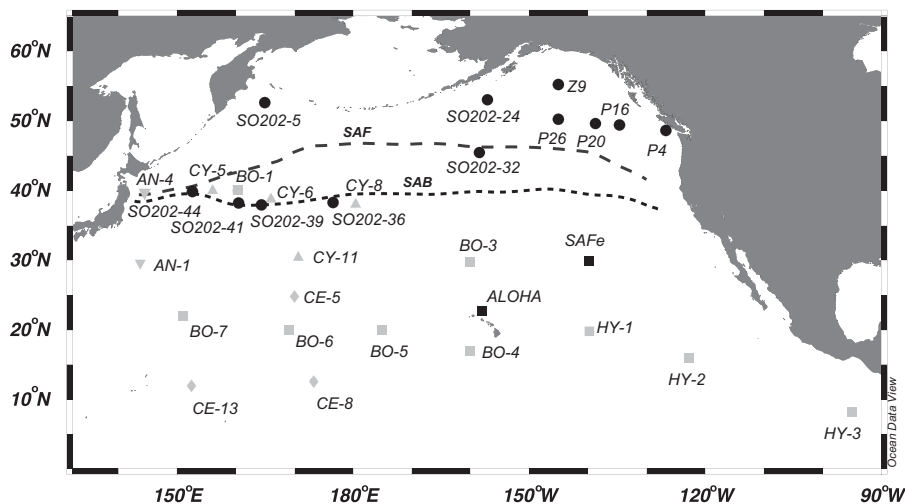 60°N
50°N
40°N
30°N
20°N
10°N
150°E
180°E
150°W
120°W
90°W
Z9
SO202-5
SO202-24
P16
P26
P20
P4
SAF
SO202-32
AN-4
CY-5
BO-1
CY-6
CY-8
SAB
SO202-44
SO202-41
SO202-39
SO202-36
AN-1
CY-11
BO-3
SAFe
CE-5
ALOHA
BO-7
BO-6
BO-5
BO-4
HY-1
HY-2
CE-13
CE-8
HY-3
Ocean Data View